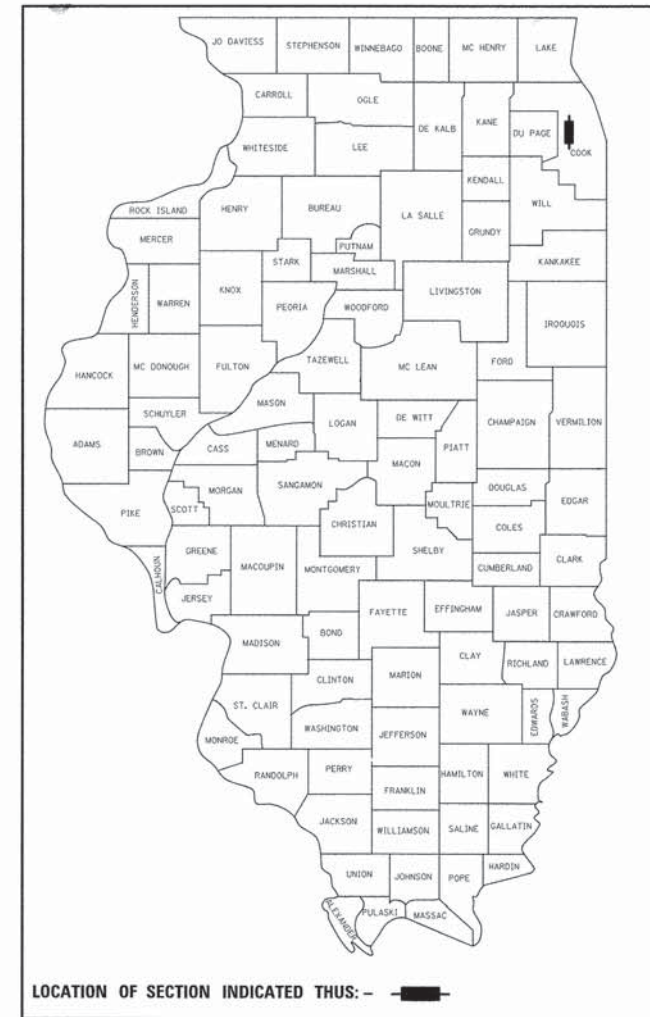 JO DAVIESS STEPHENSON WINNEBAGO BOONE MC HENRY LAKE
CARROLL OGLE DE KALB KANE DU PAGE COOK
WHITESIDE LEE
KENDALL WILL
ROCK ISLAND HENRY BUREAU LA SALLE GRUNDY
MERCER PUTNAM KANKAKEE
STARK MARSHALL
HENDERSON WARREN KNOX PEORIA WOODFORD LIVINGSTON IROQUOIS
HANCOCK MC DONOUGH FULTON TAZEWELL MC LEAN FORD
SCHUYLER MASON LOGAN DE WITT CHAMPAIGN VERMILION
ADAMS BROWN CASS MENARD MACON PIATT
PIKE SCOTT MORGAN SANGAMON MOULTRIE DOUGLAS EDGAR
CHRISTIAN COLES
CALHOUN GREENE MACOUPIN MONTGOMERY SHELBY CUMBERLAND CLARK
JERSEY FAYETTE EFFINGHAM JASPER CRAWFORD
MADISON BOND CLAY RICHLAND LAWRENCE
CLINTON MARION
ST. CLAIR WASHINGTON JEFFERSON WAYNE EDWARDS WABASH
MONROE
RANDOLPH PERRY FRANKLIN HAMILTON WHITE
JACKSON WILLIAMSON SALINE GALLATIN
UNION JOHNSON POPE HARDIN
ALEXANDER PULASKI MASSAC
LOCATION OF SECTION INDICATED THUS: -